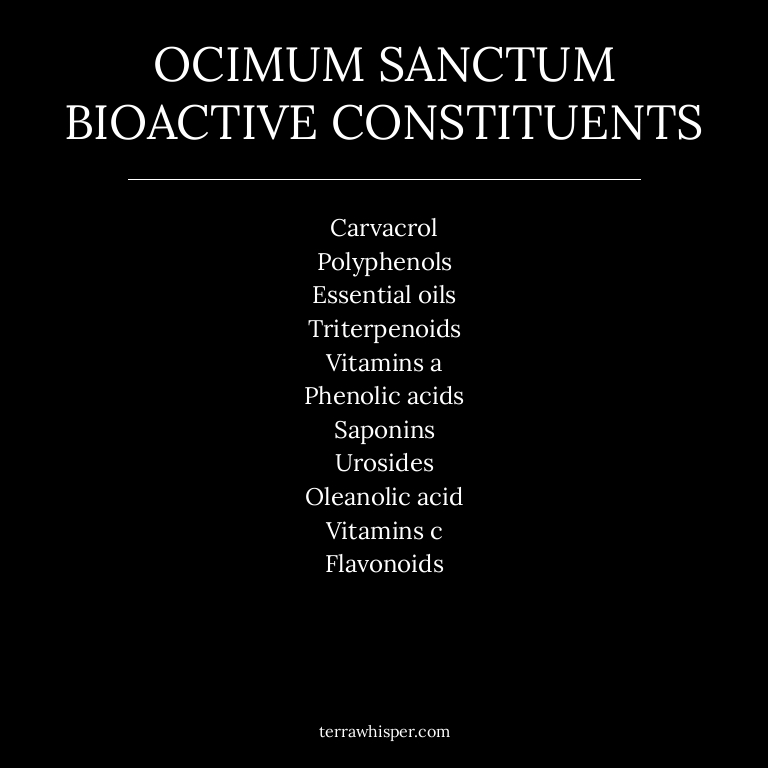 OCIMUM SANCTUM
BIOACTIVE CONSTITUENTS
Carvacrol
Polyphenols
Essential oils
Triterpenoids
Vitamins a
Phenolic acids
Saponins
Urosides
Oleanolic acid
Vitamins c
Flavonoids
terrawhisper.com